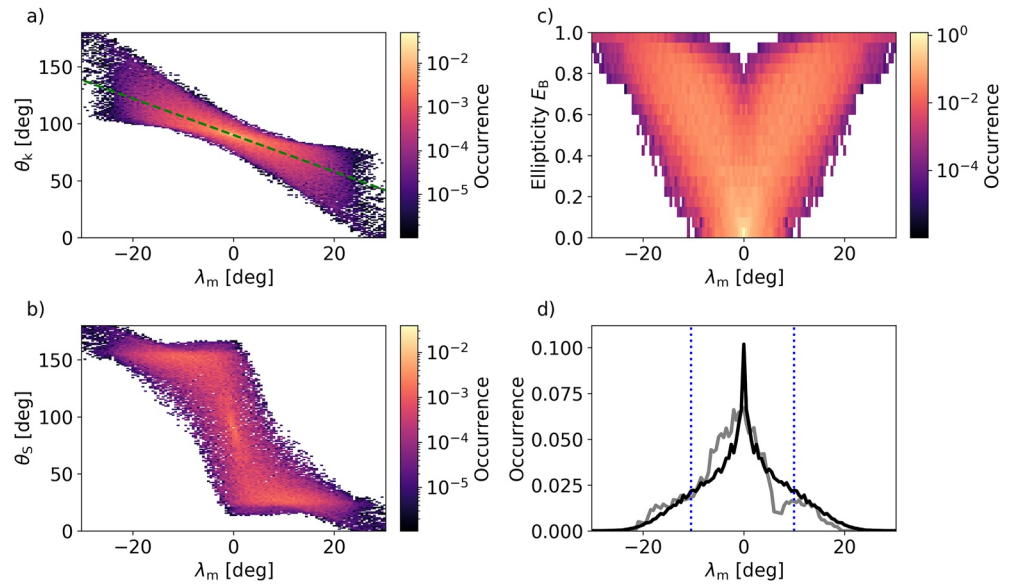 a)
150
100
50
0
θk [deg]
−20
0
20
λm [deg]
10−2
10−3
10−4
10−5
Occurrence
c)
1.0
0.8
0.6
0.4
0.2
0.0
Ellipticity EB
−20
0
20
λm [deg]
100
10−2
10−4
Occurrence
b)
150
100
50
0
θS [deg]
−20
0
20
λm [deg]
10−2
10−3
10−4
10−5
Occurrence
d)
0.100
0.075
0.050
0.025
0.000
Occurrence
−20
0
20
λm [deg]